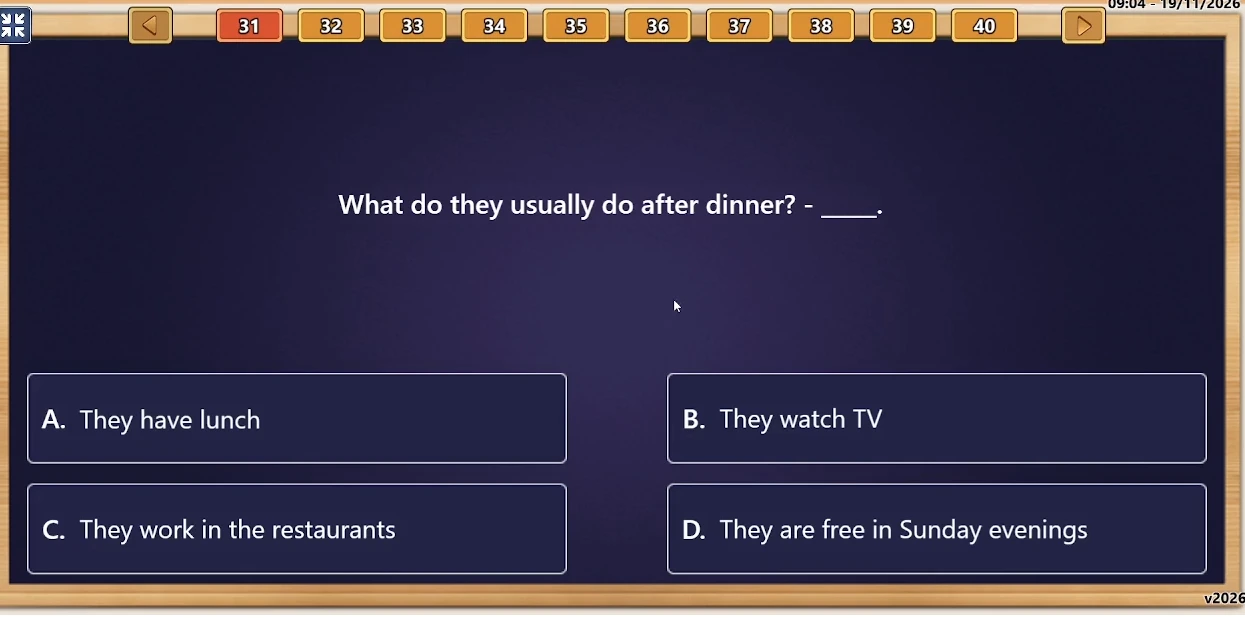 09:04 - 19/11/2026
31 32 33 34 35 36 37 38 39 40
What do they usually do after dinner? - _____.
A. They have lunch
B. They watch TV
C. They work in the restaurants
D. They are free in Sunday evenings
v2026